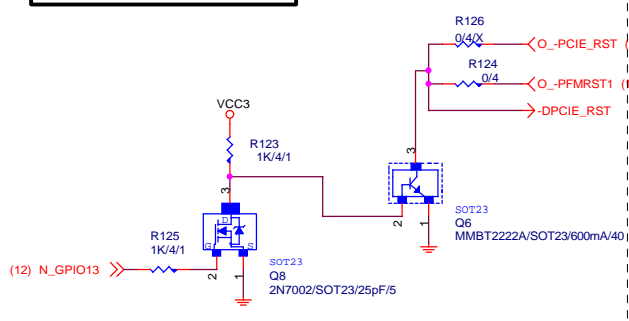 R126
0/4/X
O_-PCIE_RST (
R124
0/4
O_-PFMRST1 (
-DPCIE_RST
VCC3
R123
1K/4/1
3
3
D
G
S
2
1
SOT23
Q6
MMBT2222A/SOT23/600mA/40
R125
1K/4/1
(12) N_GPIO13
2
1
SOT23
Q8
2N7002/SOT23/25pF/5